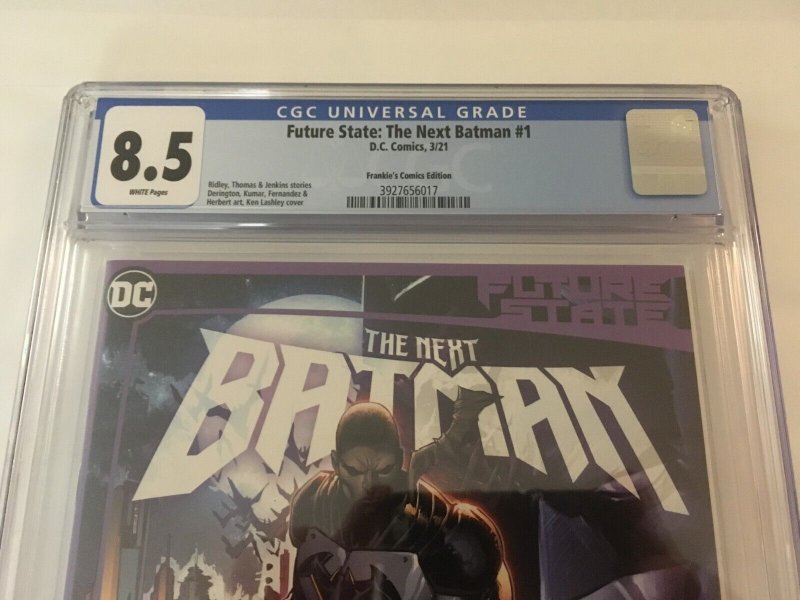 CGC UNIVERSAL GRADE
8.5
WHITE Pages
Future State: The Next Batman #1
D.C. Comics, 3/21
Frankie's Comics Edition
Ridley, Thomas & Jenkins stories
Derington, Kumar, Fernandez &
Herbert art, Ken Lashley cover
3927656017
DC
FUTURE
STATE
THE NEXT
BATMAN